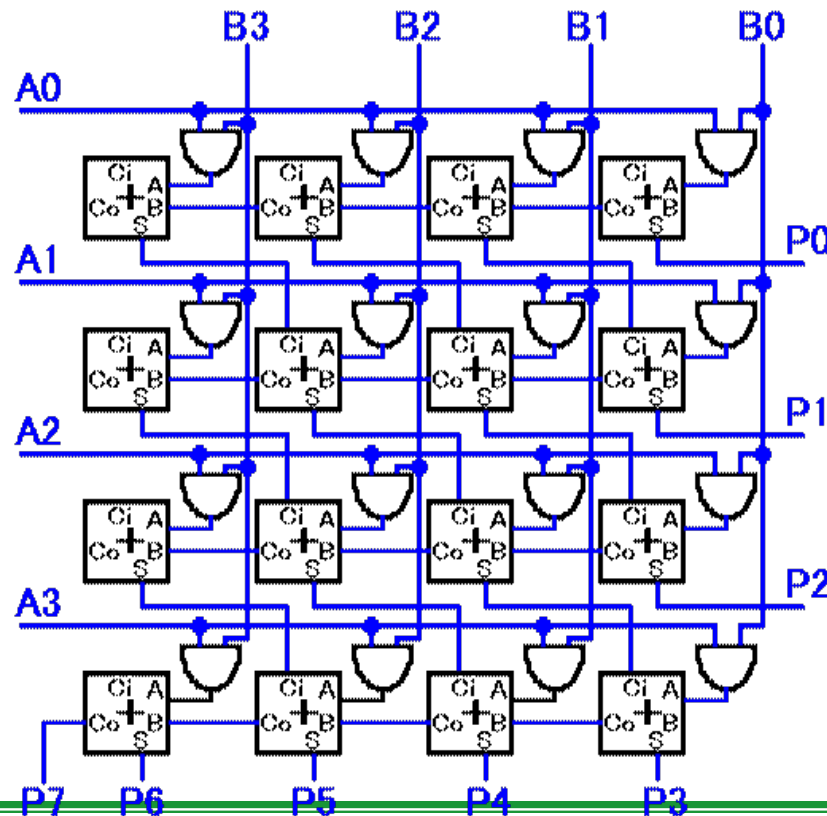 B3 B2 B1 B0
A0
Ci A Ci A Ci A Ci A
Co B Co B Co B Co B
S S S S
P0
A1
Ci A Ci A Ci A Ci A
Co B Co B Co B Co B
S S S S
P1
A2
Ci A Ci A Ci A Ci A
Co B Co B Co B Co B
S S S S
P2
A3
Ci A Ci A Ci A Ci A
Co B Co B Co B Co B
S S S S
P7 P6 P5 P4 P3